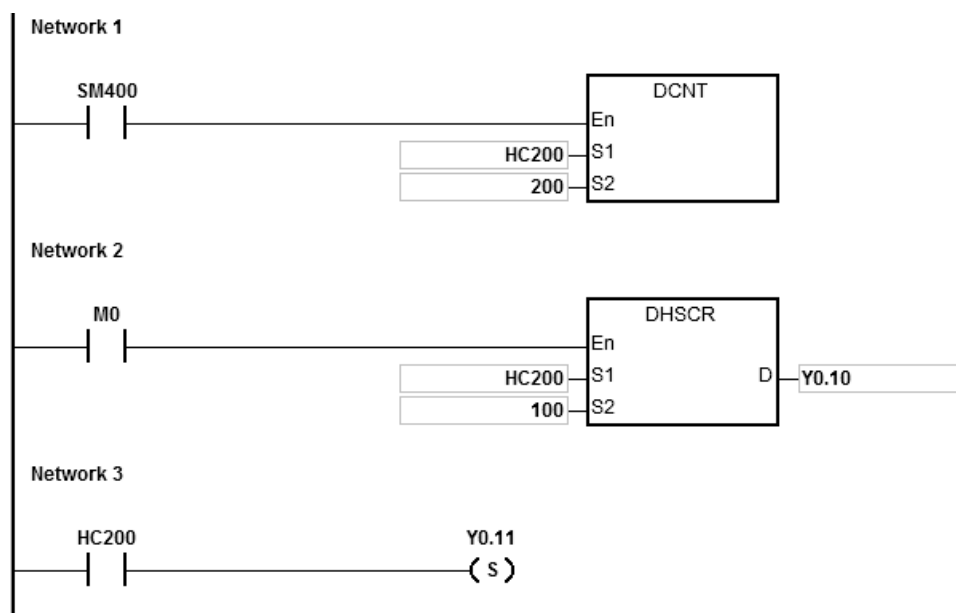 Network 1
SM400
DCNT
En
HC200 S1
200 S2
Network 2
M0
DHSCR
En
HC200 S1 D Y0.10
100 S2
Network 3
HC200 Y0.11
S